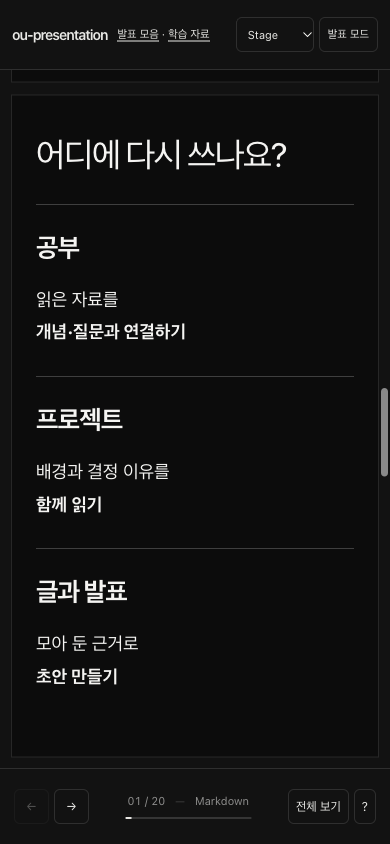 ou-presentation 발표 모음 · 학습 자료 Stage 발표 모드
어디에 다시 쓰나요?
공부
읽은 자료를
개념·질문과 연결하기
프로젝트
배경과 결정 이유를
함께 읽기
글과 발표
모아 둔 근거로
초안 만들기
← → 01 / 20 — Markdown 전체 보기 ?